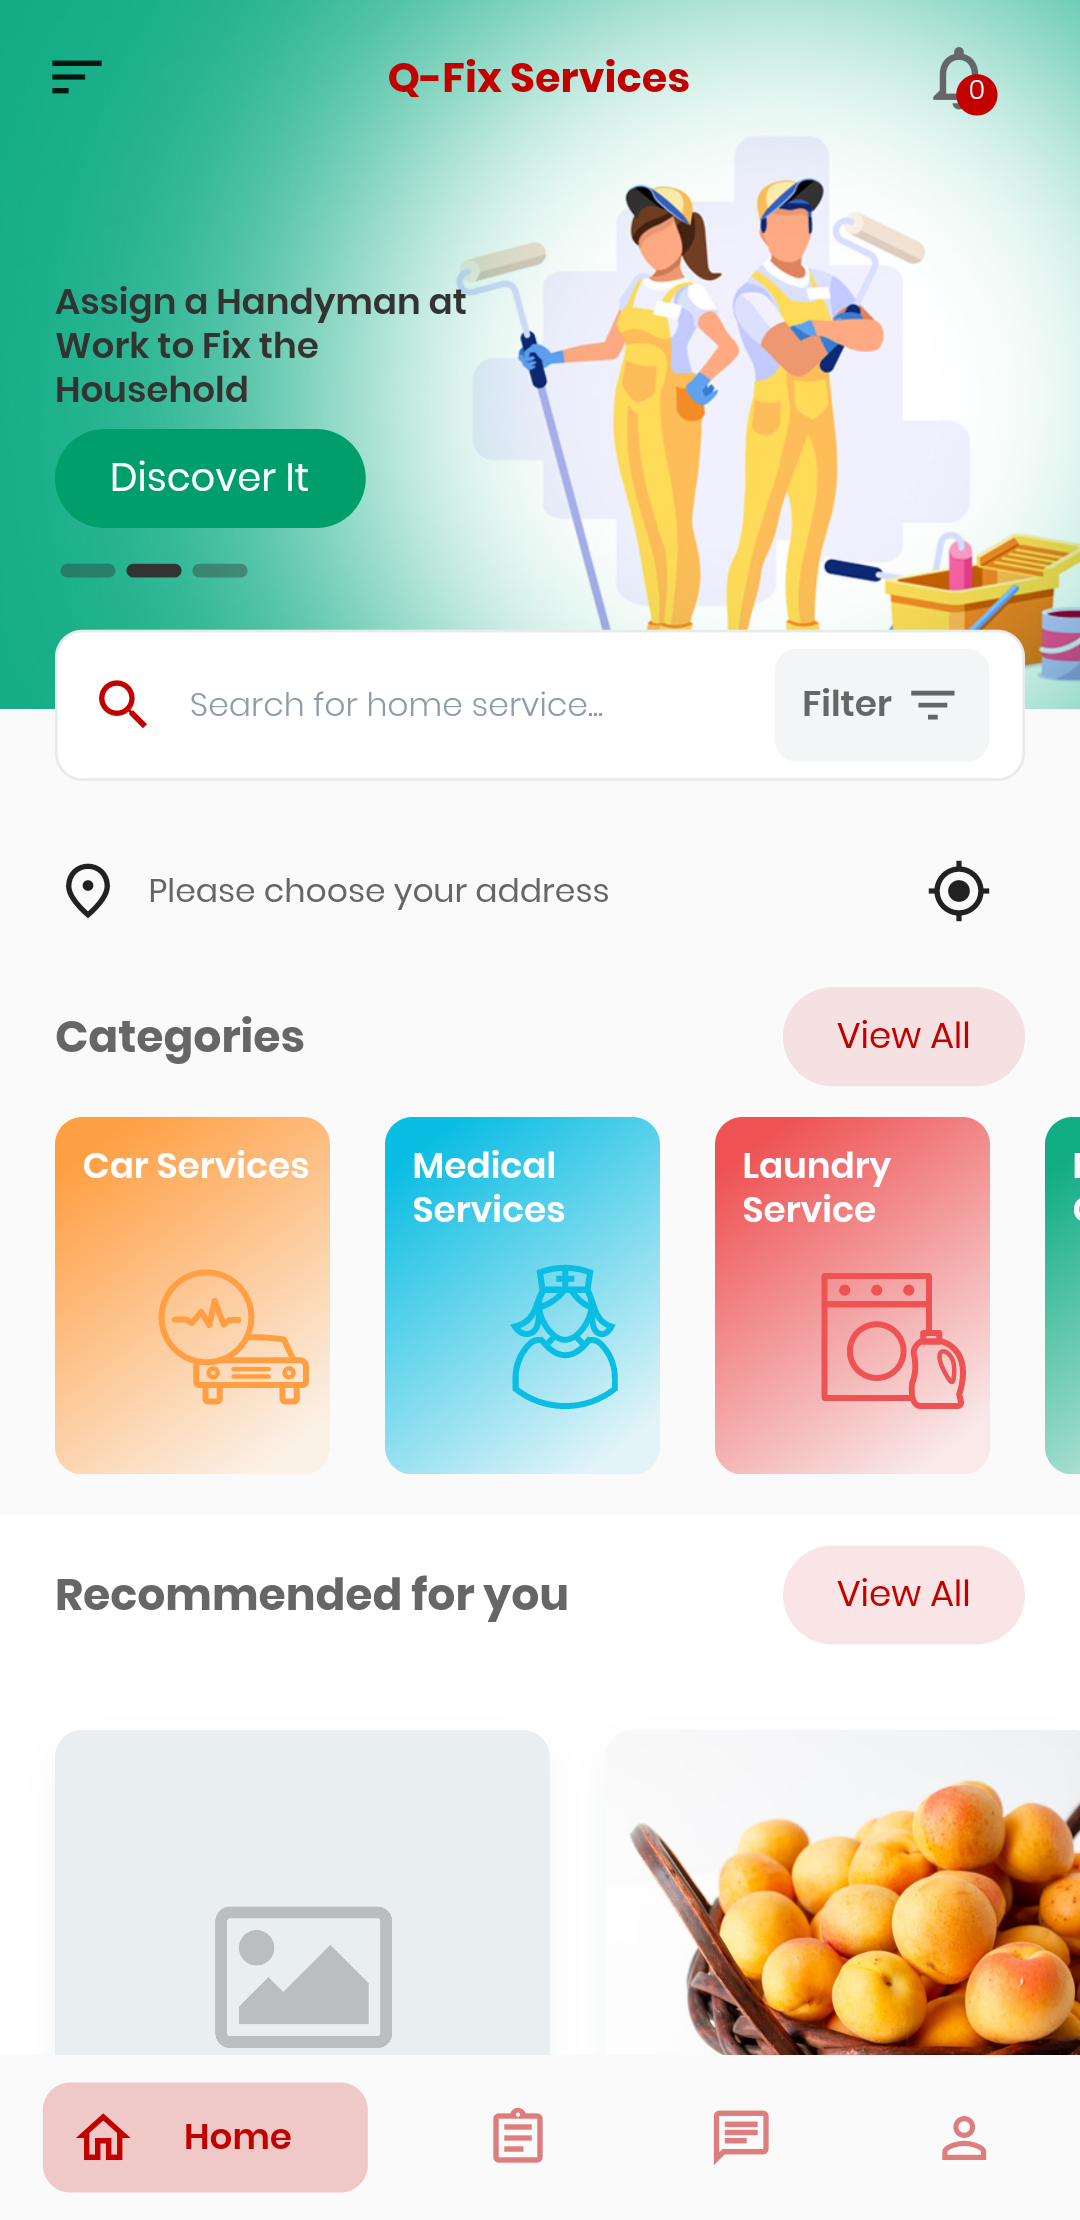 Q-Fix Services
0
Assign a Handyman at
Work to Fix the
Household
Discover It
Search for home service...
Filter
Please choose your address
Categories
View All
Car Services
Medical
Services
Laundry
Service
Recommended for you
View All
Home